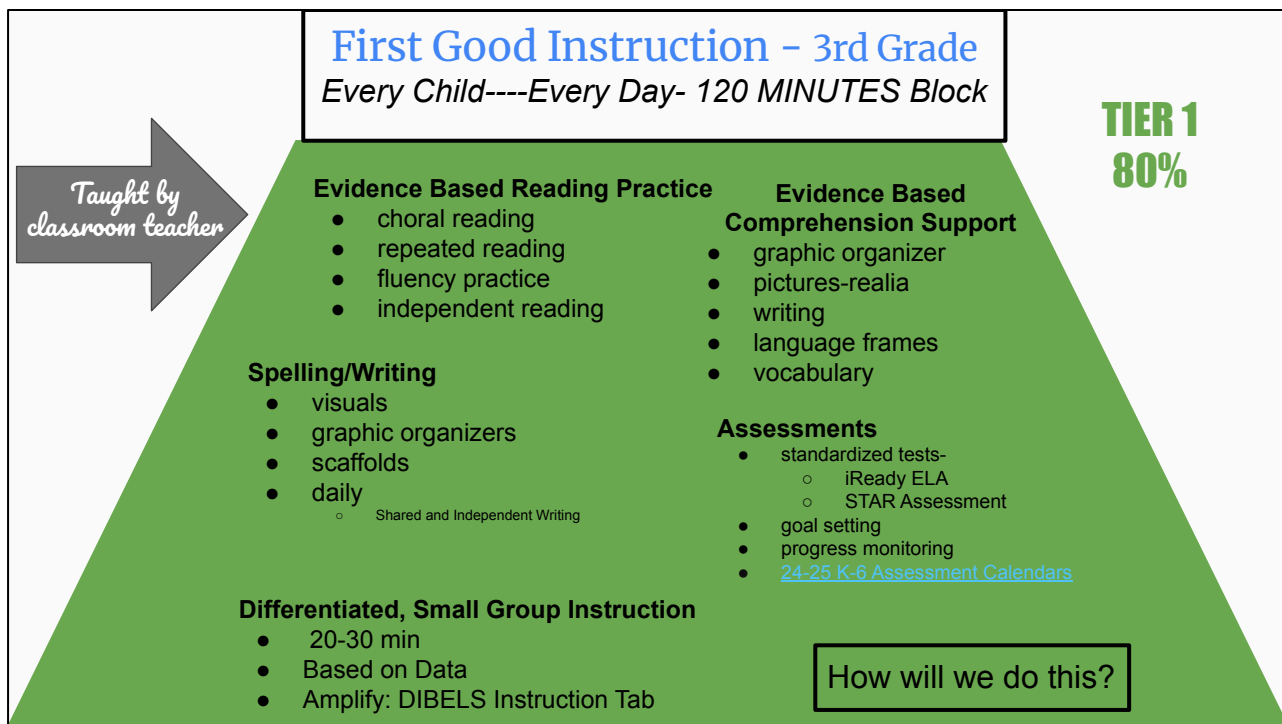 First Good Instruction - 3rd Grade
Every Child----Every Day- 120 MINUTES Block
TIER 1
80%
Taught by
classroom teacher
Evidence Based Reading Practice
● choral reading
● repeated reading
● fluency practice
● independent reading
Evidence Based
Comprehension Support
● graphic organizer
● pictures-realia
● writing
● language frames
● vocabulary
Spelling/Writing
● visuals
● graphic organizers
● scaffolds
● daily
○ Shared and Independent Writing
Assessments
● standardized tests-
○ iReady ELA
○ STAR Assessment
● goal setting
● progress monitoring
● 24-25 K-6 Assessment Calendars
Differentiated, Small Group Instruction
● 20-30 min
● Based on Data
● Amplify: DIBELS Instruction Tab
How will we do this?